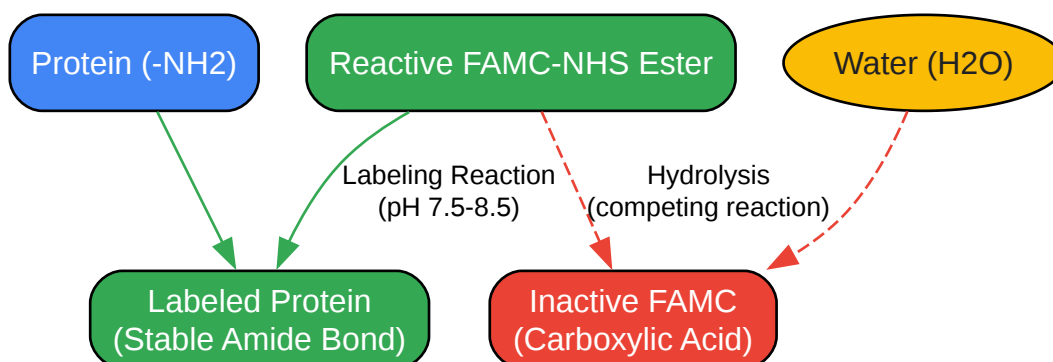 Protein (-NH2)
Reactive FAMC-NHS Ester
Water (H2O)
Labeling Reaction
(pH 7.5-8.5)
Hydrolysis
(competing reaction)
Labeled Protein
(Stable Amide Bond)
Inactive FAMC
(Carboxylic Acid)